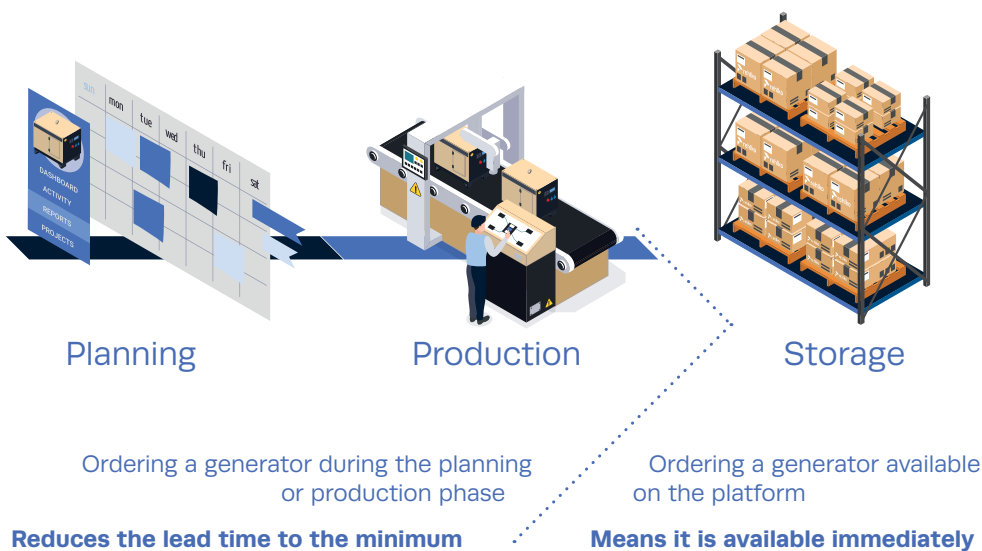 sun
mon
tue
wed
thu
fri
sat
DASHBOARD
ACTIVITY
REPORTS
PROJECTS
Planning
Production
Storage
Ordering a generator during the planning
or production phase
Reduces the lead time to the minimum
Ordering a generator available
on the platform
Means it is available immediately